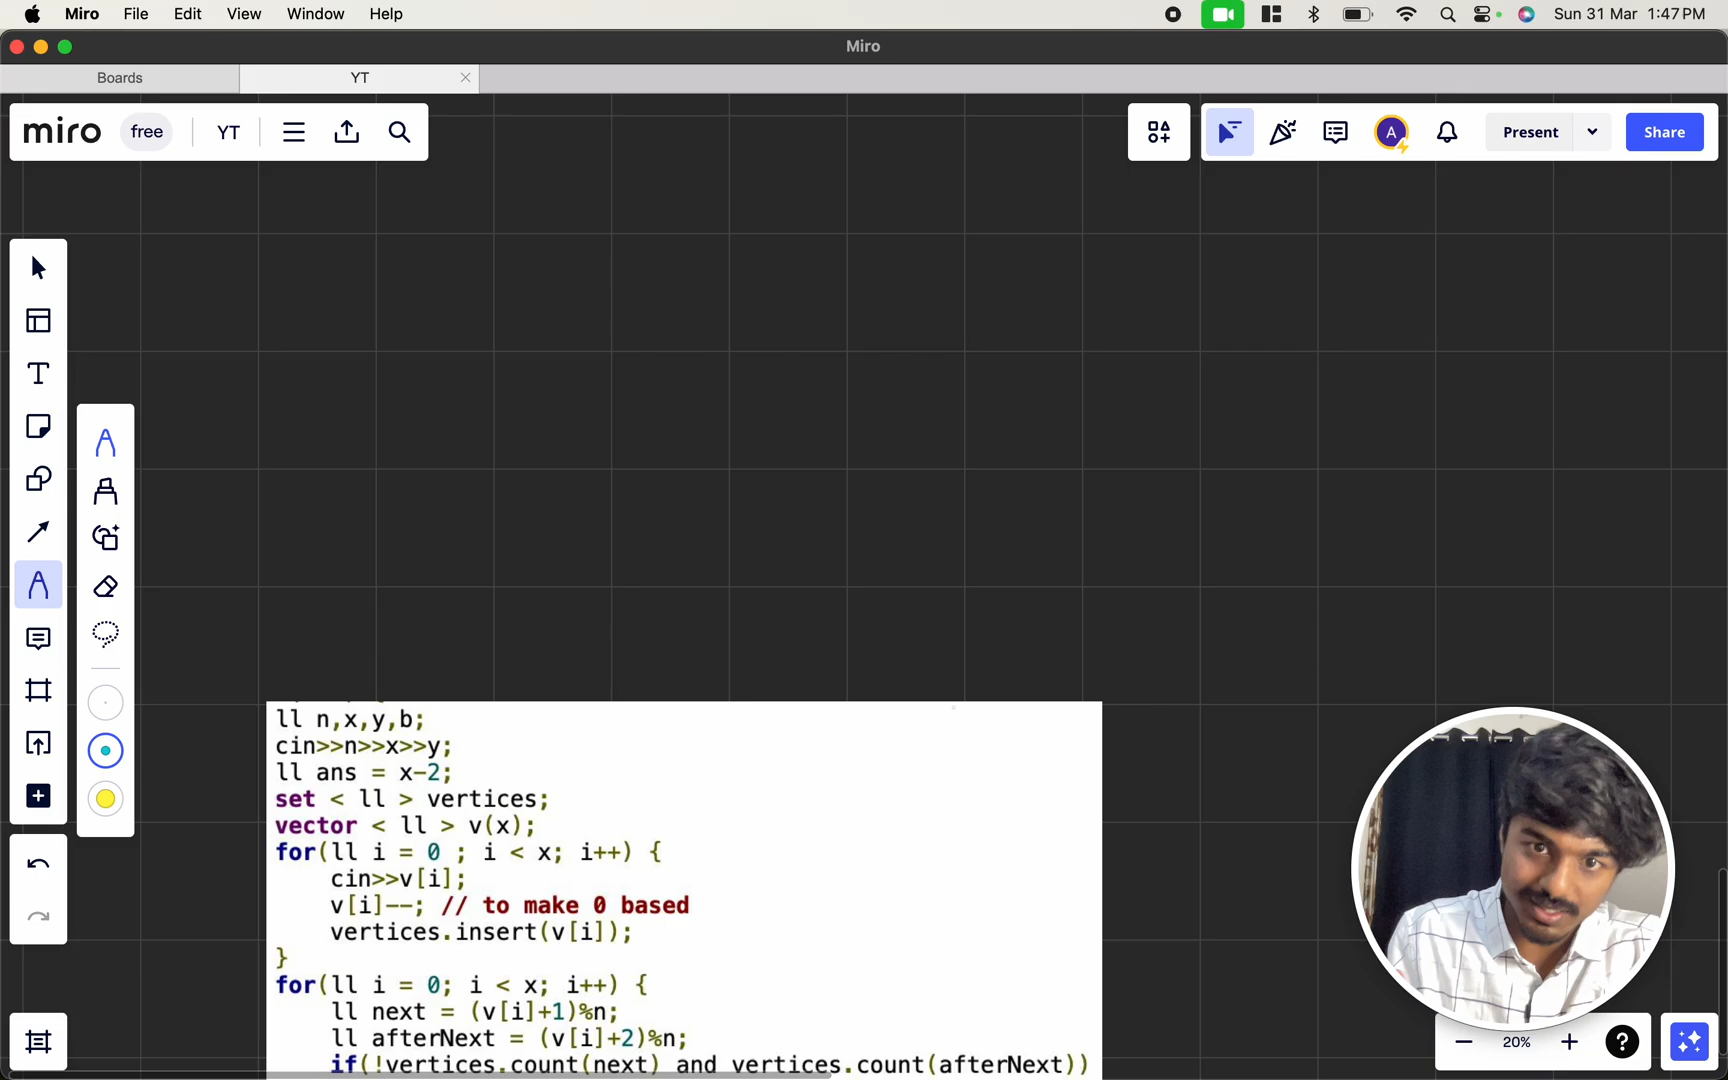 Miro File Edit View Window Help Sun 31 Mar 1:47 PM
Miro
Boards YT
miro free YT A Present Share
ll n,x,y,b;
cin>>n>>x>>y;
ll ans = x-2;
set < ll > vertices;
vector < ll > v(x);
for(ll i = 0 ; i < x; i++) {
cin>>v[i];
v[i]--; // to make 0 based
vertices.insert(v[i]);
}
for(ll i = 0; i < x; i++) {
ll next = (v[i]+1)%n;
ll afterNext = (v[i]+2)%n;
if(!vertices.count(next) and vertices.count(afterNext))
20%